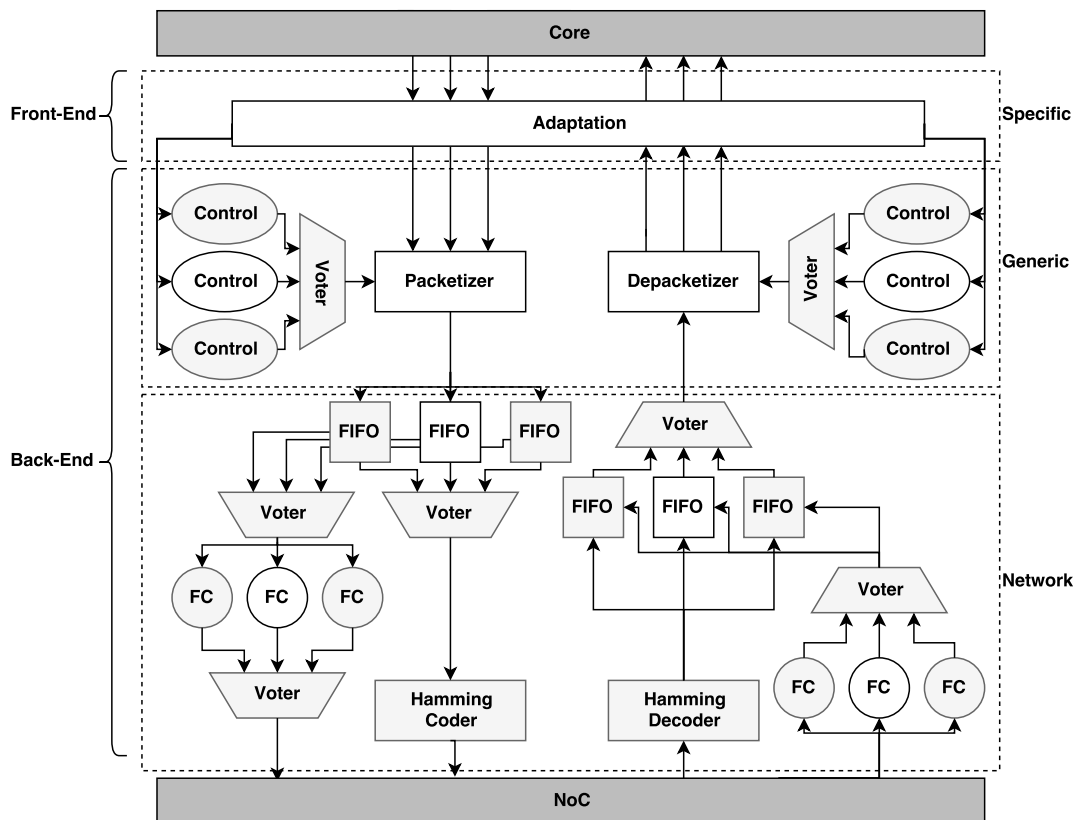 Core
Front-End
Specific
Adaptation
Control
Control
Control
Voter
Packetizer
Depacketizer
Voter
Control
Control
Control
Generic
Back-End
FIFO
FIFO
FIFO
Voter
Voter
Voter
FIFO
FIFO
FIFO
FC
FC
FC
Voter
Network
Voter
Hamming
Coder
Hamming
Decoder
FC
FC
FC
NoC